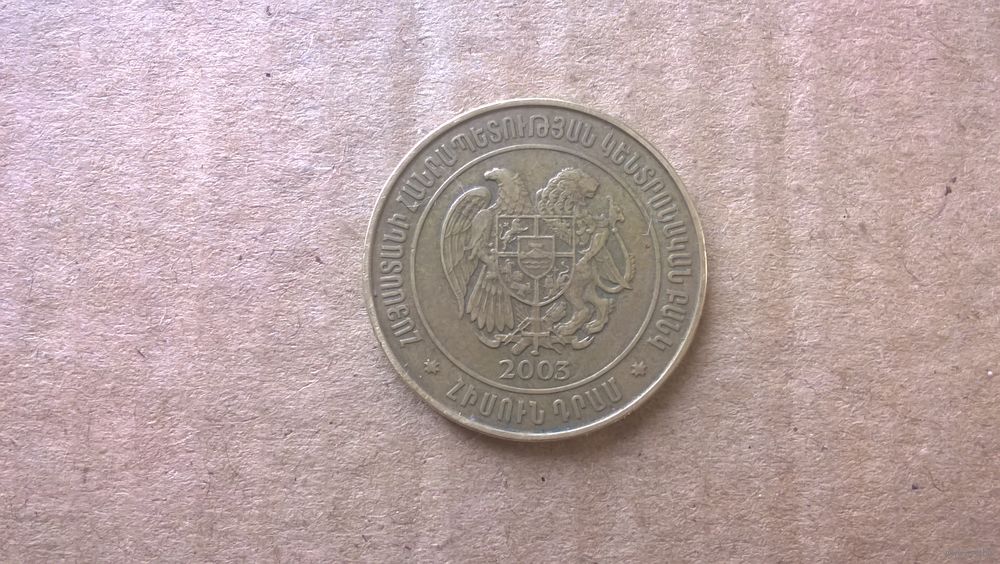 ՀԱՅԱՍՏԱՆԻ ՀԱՆՐԱՊԵՏՈՒԹՅԱՆ ԿԵՆՏՐՈՆԱԿԱՆ ԲԱՆԿ
2003
ՀԻՍՈՒՆ ԴՐԱՄ